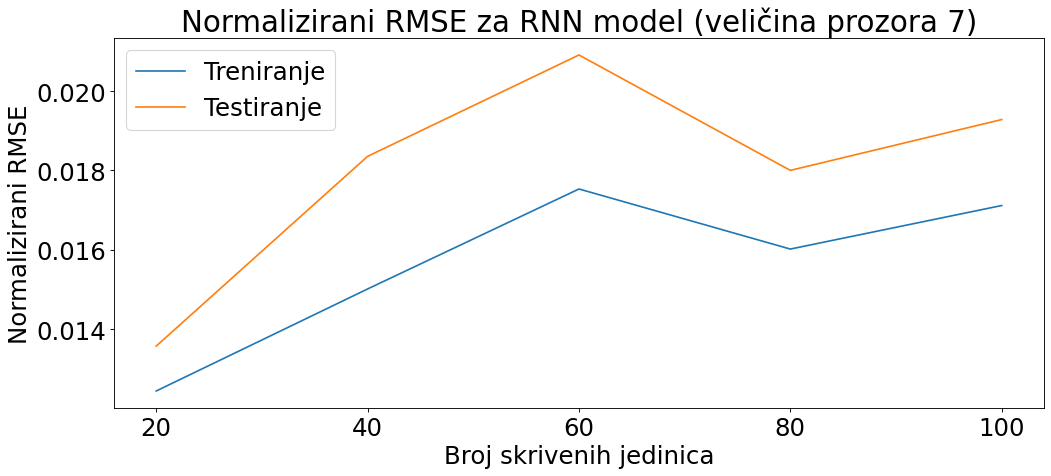 Normalizirani RMSE za RNN model (veličina prozora 7)
Treniranje
Testiranje
Normalizirani RMSE
0.020
0.018
0.016
0.014
20 40 60 80 100
Broj skrivenih jedinica